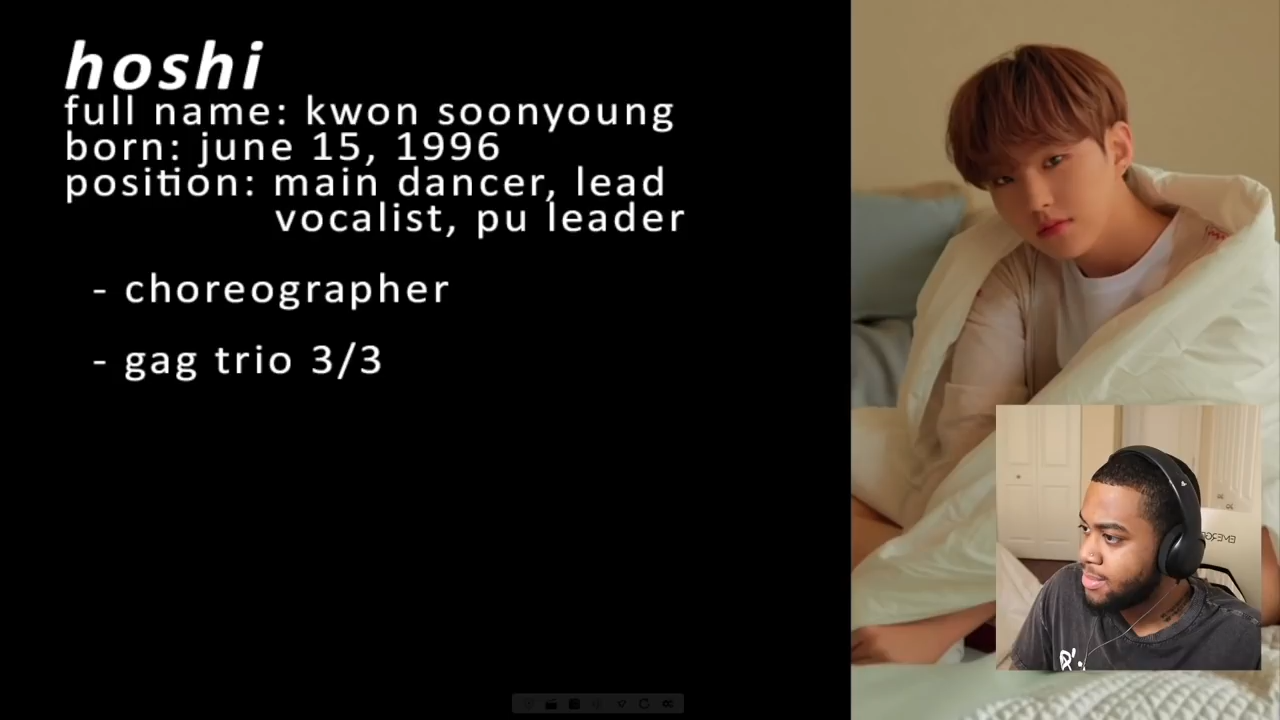 hoshi
full name: kwon soonyoung
born: june 15, 1996
position: main dancer, lead
vocalist, pu leader
- choreographer
- gag trio 3/3